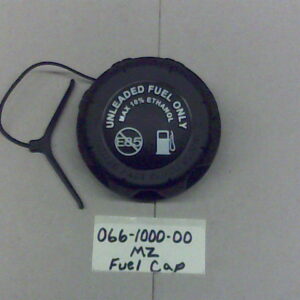 UNLEADED FUEL ONLY
MAX 10% ETHANOL
E85
066-1000-00
MZ
Fuel Cap